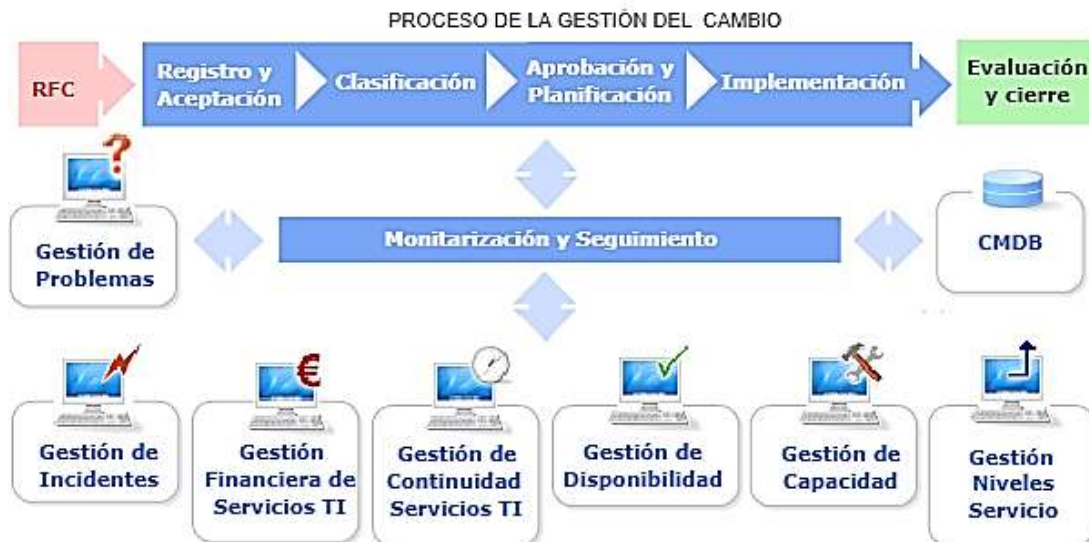 PROCESO DE LA GESTIÓN DEL CAMBIO
RFC
Registro y
Aceptación
Clasificación
Aprobación y
Planificación
Implementación
Evaluación
y cierre
Gestión de
Problemas
Monitarización y Seguimiento
CMDB
Gestión de
Incidentes
Gestión
Financiera de
Servicios TI
Gestión de
Continuidad
Servicios TI
Gestión de
Disponibilidad
Gestión de
Capacidad
Gestión
Niveles
Servicio